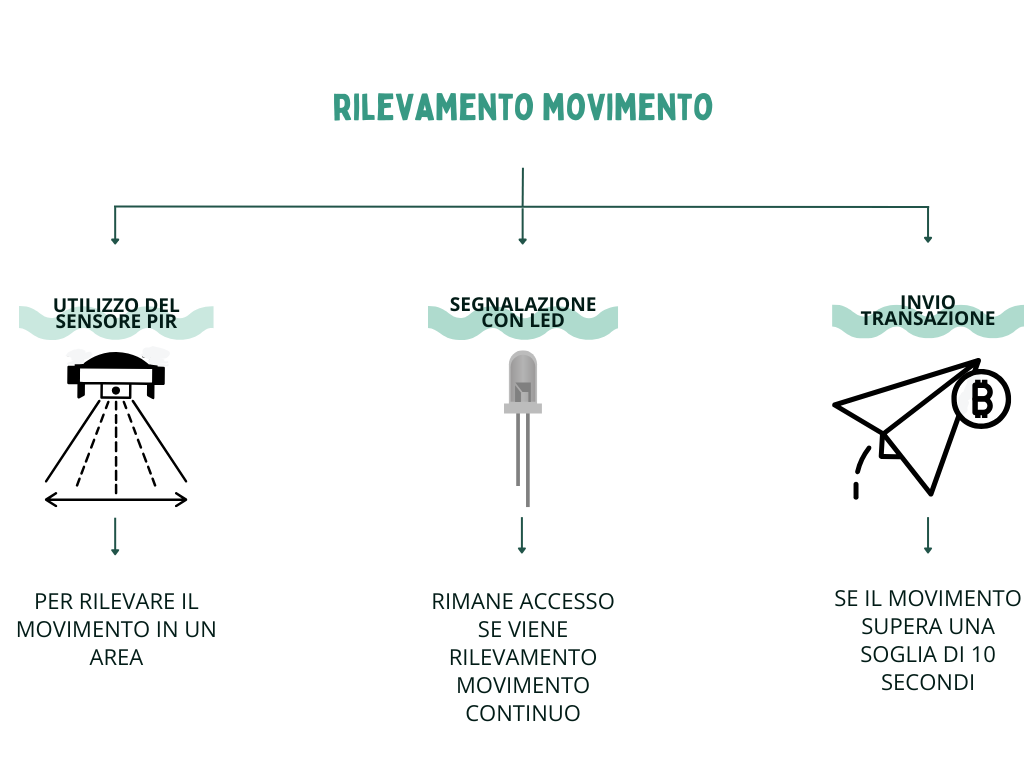 RILEVAMENTO MOVIMENTO
UTILIZZO DEL
SENSORE PIR
PER RILEVARE IL
MOVIMENTO IN UN
AREA
SEGNALAZIONE
CON LED
RIMANE ACCESSO
SE VIENE
RILEVAMENTO
MOVIMENTO
CONTINUO
INVIO
TRANSAZIONE
B
SE IL MOVIMENTO
SUPERA UNA
SOGLIA DI 10
SECONDI